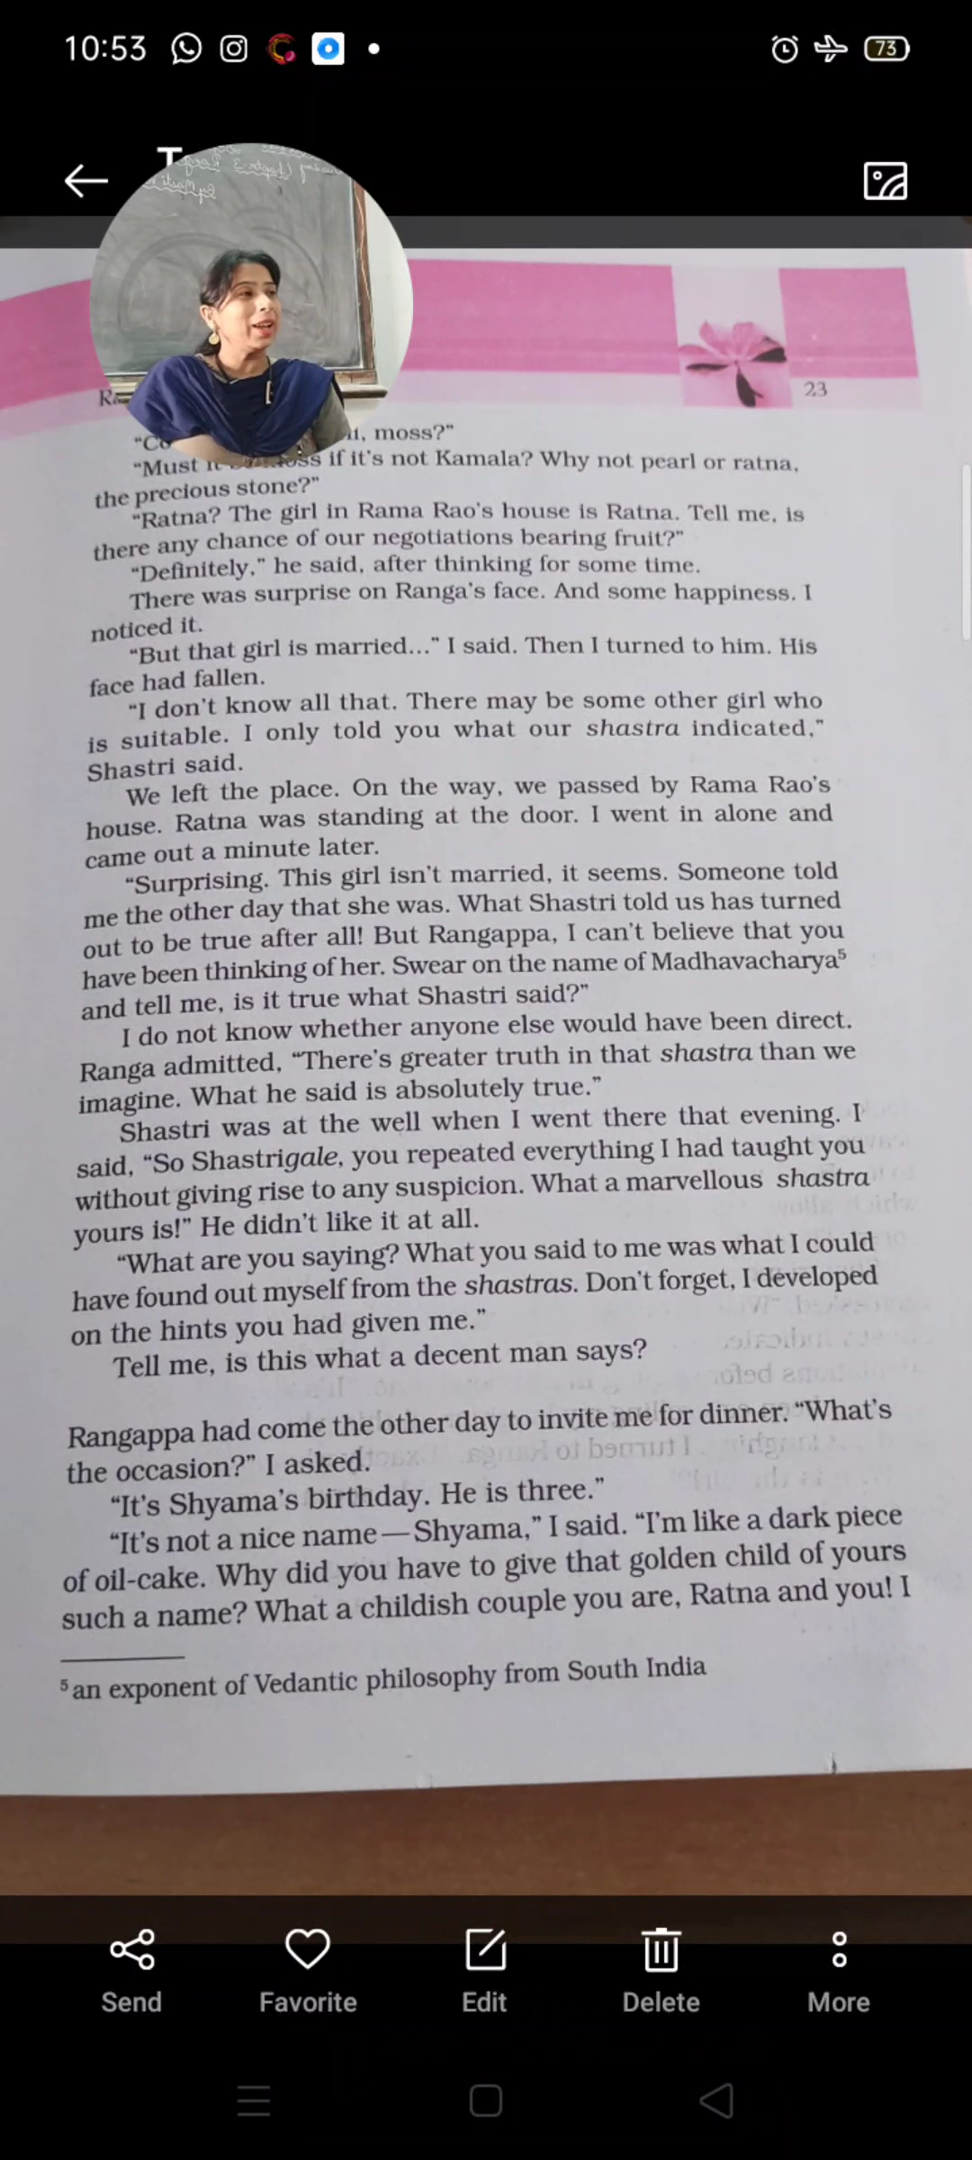 10:53
73
23
"Co , moss?"
"Must if it's not Kamala? Why not pearl or ratna,
the precious stone?"
"Ratna? The girl in Rama Rao's house is Ratna. Tell me, is
there any chance of our negotiations bearing fruit?"
"Definitely," he said, after thinking for some time.
There was surprise on Ranga's face. And some happiness. I
noticed it.
"But that girl is married..." I said. Then I turned to him. His
face had fallen.
"I don't know all that. There may be some other girl who
is suitable. I only told you what our shastra indicated,"
Shastri said.
We left the place. On the way, we passed by Rama Rao's
house. Ratna was standing at the door. I went in alone and
came out a minute later.
"Surprising. This girl isn't married, it seems. Someone told
me the other day that she was. What Shastri told us has turned
out to be true after all! But Rangappa, I can't believe that you
have been thinking of her. Swear on the name of Madhavacharya⁵
and tell me, is it true what Shastri said?"
I do not know whether anyone else would have been direct.
Ranga admitted, "There's greater truth in that shastra than we
imagine. What he said is absolutely true."
Shastri was at the well when I went there that evening. I
said, "So Shastrigale, you repeated everything I had taught you
without giving rise to any suspicion. What a marvellous shastra
yours is!" He didn't like it at all.
"What are you saying? What you said to me was what I could
have found out myself from the shastras. Don't forget, I developed
on the hints you had given me."
Tell me, is this what a decent man says?
Rangappa had come the other day to invite me for dinner. "What's
the occasion?" I asked.
"It's Shyama's birthday. He is three."
"It's not a nice name — Shyama," I said. "I'm like a dark piece
of oil-cake. Why did you have to give that golden child of yours
such a name? What a childish couple you are, Ratna and you! I
⁵ an exponent of Vedantic philosophy from South India
Send Favorite Edit Delete More